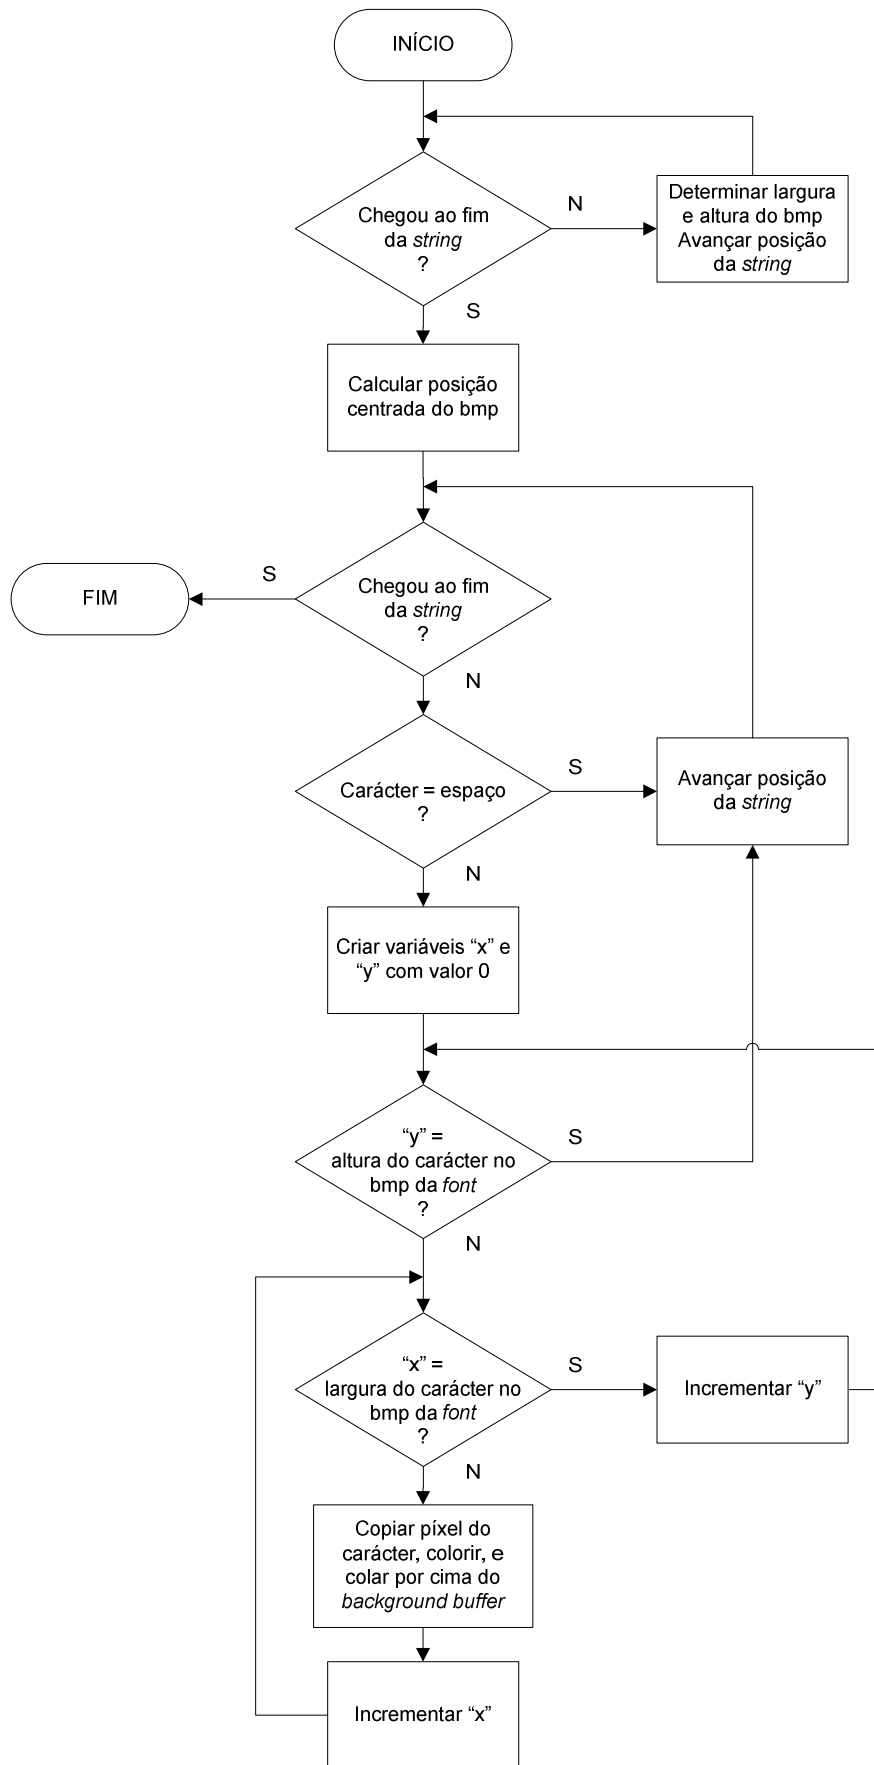 INÍCIO
Chegou ao fim
da string
?
N
Determinar largura
e altura do bmp
Avançar posição
da string
S
Calcular posição
centrada do bmp
Chegou ao fim
da string
?
S
FIM
N
Carácter = espaço
?
S
Avançar posição
da string
N
Criar variáveis “x” e
“y” com valor 0
“y” =
altura do carácter no
bmp da font
?
S
N
“x” =
largura do carácter no
bmp da font
?
S
Incrementar “y”
N
Copiar píxel do
carácter, colorir, e
colar por cima do
background buffer
Incrementar “x”